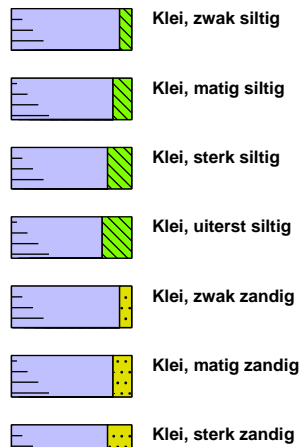 Klei, zwak siltig
Klei, matig siltig
Klei, sterk siltig
Klei, uiterst siltig
Klei, zwak zandig
Klei, matig zandig
Klei, sterk zandig